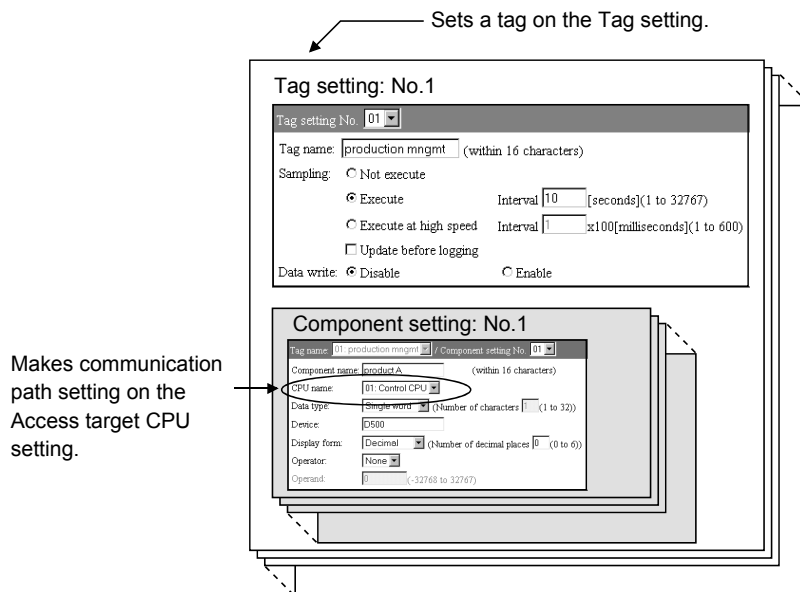 Sets a tag on the Tag setting.
Tag setting: No.1
Tag setting No. 01
Tag name: production mngmt (within 16 characters)
Sampling: Not execute
Execute Interval 10 [seconds](1 to 32767)
Execute at high speed Interval 1 x100[milliseconds](1 to 600)
Update before logging
Data write: Disable Enable
Component setting: No.1
Tag name: 01: production mngmt / Component setting No. 01
Component name: product A (within 16 characters)
CPU name: 01: Control CPU
Data type: Single word (Number of characters 1 (1 to 32))
Device: D500
Display form: Decimal (Number of decimal places 0 (0 to 6))
Operator: None
Operand: 0 (-32768 to 32767)
Makes communication
path setting on the
Access target CPU
setting.